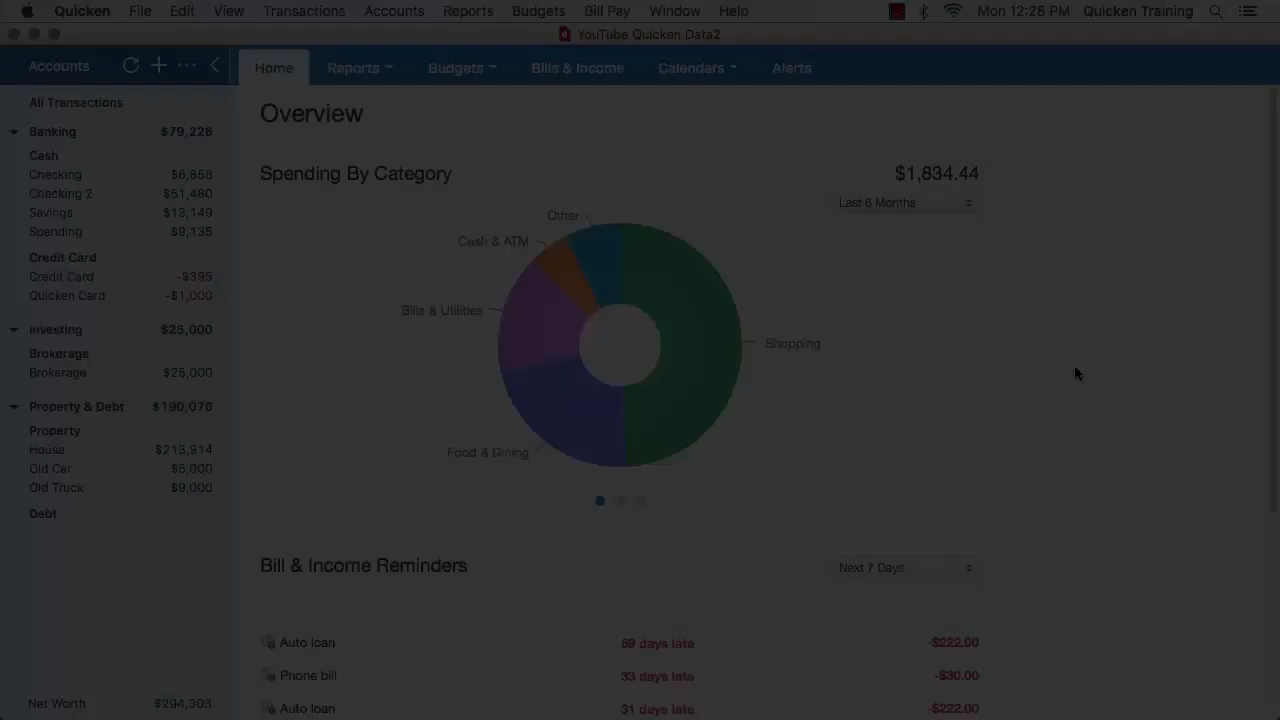 Quicken File Edit View Transactions Accounts Reports Budgets Bill Pay Window Help Mon 12:26 PM Quicken Training
YouTube Quicken Data2
Accounts
Home Reports Budgets Bills & Income Calendars Alerts
All Transactions
Banking $79,226
Cash
Checking $6,858
Checking 2 $51,480
Savings $13,149
Spending $9,135
Credit Card
Credit Card -$395
Quicken Card -$1,000
Investing $25,000
Brokerage
Brokerage $25,000
Property & Debt $190,076
Property
House $213,914
Old Car $5,000
Old Truck $9,000
Debt
Net Worth $294,303
Overview
Spending By Category $1,834.44
Last 6 Months
Other
Cash & ATM
Bills & Utilities
Shopping
Food & Dining
Bill & Income Reminders Next 7 Days
Auto loan 59 days late -$222.00
Phone bill 33 days late -$30.00
Auto loan 31 days late -$222.00